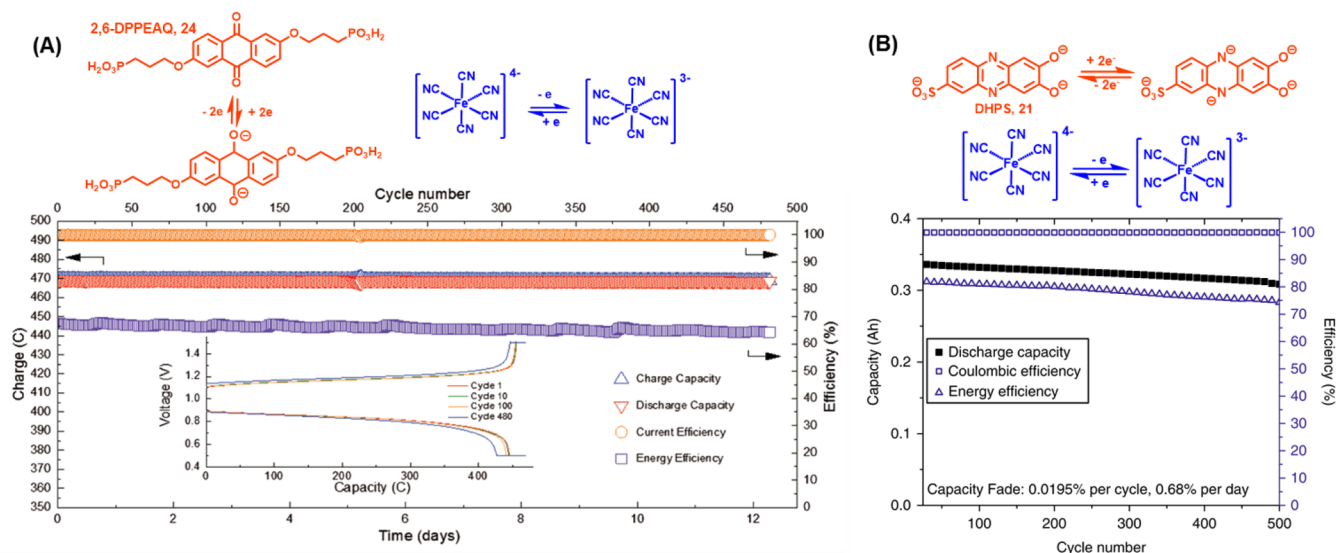 (A)
2,6-DPPEAQ, 24
O
PO₃H₂
O
H₂O₃P
O
O
- 2e + 2e
O⊖
PO₃H₂
O
H₂O₃P
O
O⊖
CN 4-
NC CN
Fe
NC CN
CN
- e
+ e
CN 3-
NC CN
Fe
NC CN
CN
Cycle number
0 50 100 150 200 250 300 350 400 450 500
Charge (C)
500
490
480
470
460
450
440
430
420
410
400
390
380
370
360
350
Efficiency (%)
100
80
60
40
20
0
Voltage (V)
1.4
1.2
1.0
0.8
0.6
0.4
Cycle 1
Cycle 10
Cycle 100
Cycle 480
0 100 200 300 400
Capacity (C)
Charge Capacity
Discharge Capacity
Current Efficiency
Energy Efficiency
0 2 4 6 8 10 12
Time (days)
(B)
N O⊖
⊖O₃S N O⊖
DHPS, 21
+ 2e⁻
- 2e⁻
⊖N O⊖
⊖O₃S N⊖ O⊖
CN 4-
NC CN
Fe
NC CN
CN
- e
+ e
CN 3-
NC CN
Fe
NC CN
CN
Capacity (Ah)
0.4
0.3
0.2
0.1
0.0
Efficiency (%)
100
90
80
70
60
50
40
30
20
10
0
Discharge capacity
Coulombic efficiency
Energy efficiency
Capacity Fade: 0.0195% per cycle, 0.68% per day
100 200 300 400 500
Cycle number